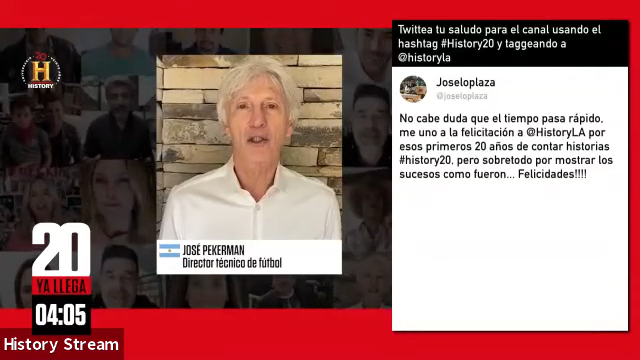 20
H
HISTORY
Twittea tu saludo para el canal usando el
hashtag #History20 y taggeando a
@historyla
Joseloplaza
@joseloplaza
No cabe duda que el tiempo pasa rápido,
me uno a la felicitación a @HistoryLA por
esos primeros 20 años de contar historias
#history20, pero sobretodo por mostrar los
sucesos como fueron... Felicidades!!!!
JOSÉ PEKERMAN
Director técnico de fútbol
20
YA LLEGA
04:05
History Stream